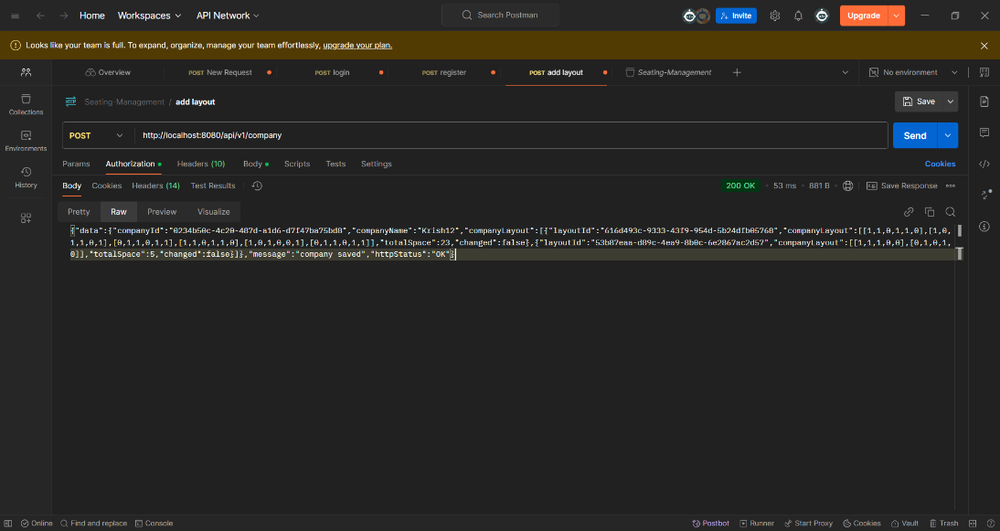 Home Workspaces API Network Search Postman Invite Upgrade
Looks like your team is full. To expand, organize, manage your team effortlessly, upgrade your plan.
Overview POST New Request POST login POST register POST add layout Seating-Management No environment
HTTP Seating-Management / add layout Save
Collections
POST http://localhost:8080/api/v1/company Send
Environments
Params Authorization Headers (10) Body Scripts Tests Settings Cookies
History
Body Cookies Headers (14) Test Results 200 OK 53 ms 881 B Save Response
Pretty Raw Preview Visualize
{"data":{"companyId":"0234b50c-4c20-487d-a1d6-d7f47ba75bd8","companyName":"Krish12","companyLayout":[{"layoutId":"616d493c-9333-43f9-954d-5b24dfb05768","companyLayout":[[1,1,0,1,1,0],[1,0,
1,1,0,1],[0,1,1,0,1,1],[1,1,0,1,1,0],[1,0,1,0,0,1],[0,1,1,0,1,1]],"totalSpace":23,"changed":false},{"layoutId":"53b87eaa-d89c-4ea9-8b0c-6e2867ac2d57","companyLayout":[[1,1,1,0,0],[0,1,0,1,
0]],"totalSpace":5,"changed":false}]},"message":"company saved","httpStatus":"OK"}
Online Find and replace Console Postbot Runner Start Proxy Cookies Vault Trash